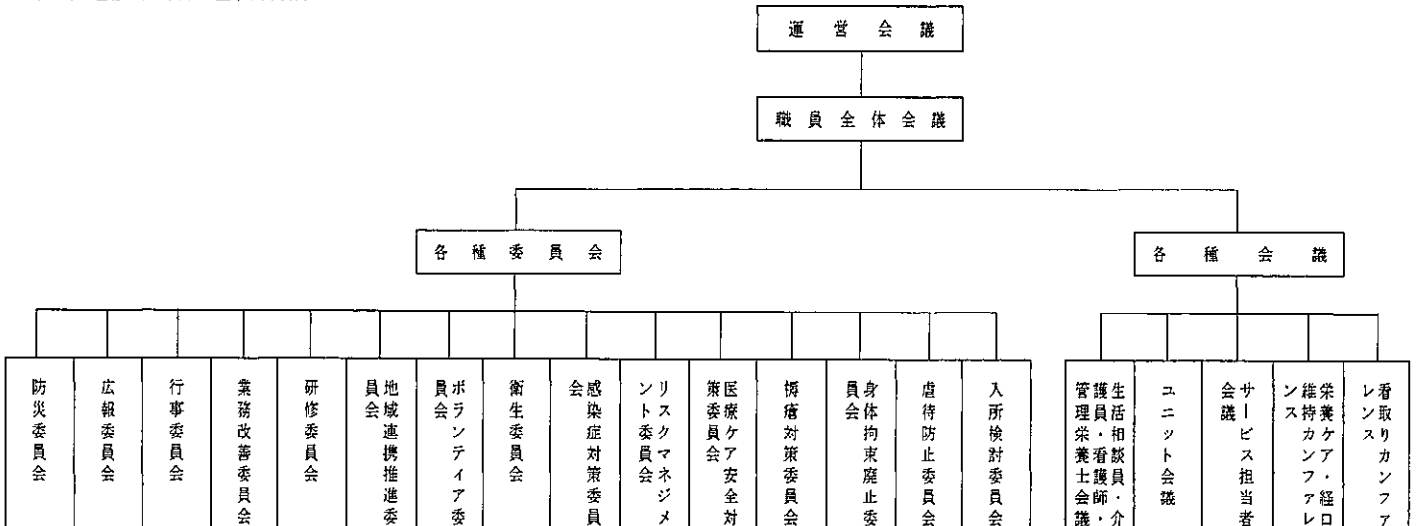 運営会議
職員全体会議
各種委員会
各種会議
防災委員会
広報委員会
行事委員会
業務改善委員会
研修委員会
地域連携推進委
員会
ボランティア委
員会
衛生委員会
感染症対策委員
会
リスクマネジメ
ント委員会
医療ケア安全対
策委員会
褥瘡対策委員会
身体拘束廃止委
員会
虐待防止委員会
入所検討委員会
生活相談員・介
護員・看護師・
管理栄養士会議
ユニット会議
サービス担当者
会議
栄養ケア・経口
維持カンファレ
ンス
看取りカンファ
レンス